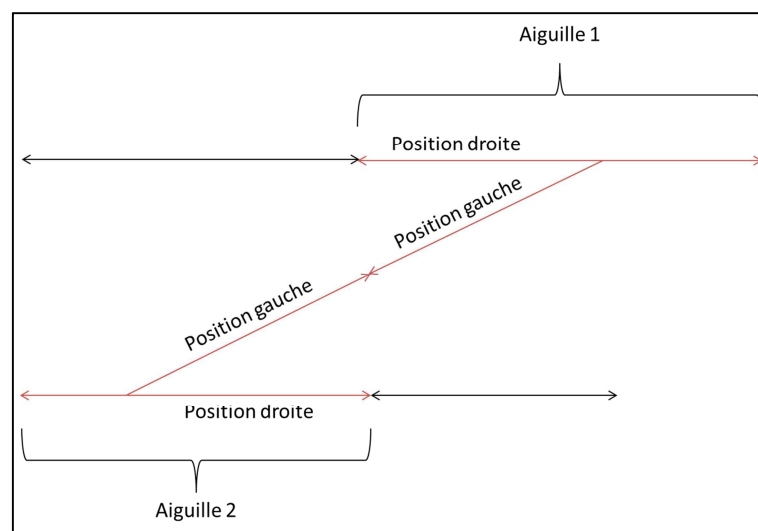 Aiguille 1
Position droite
Position gauche
Position gauche
Position droite
Aiguille 2